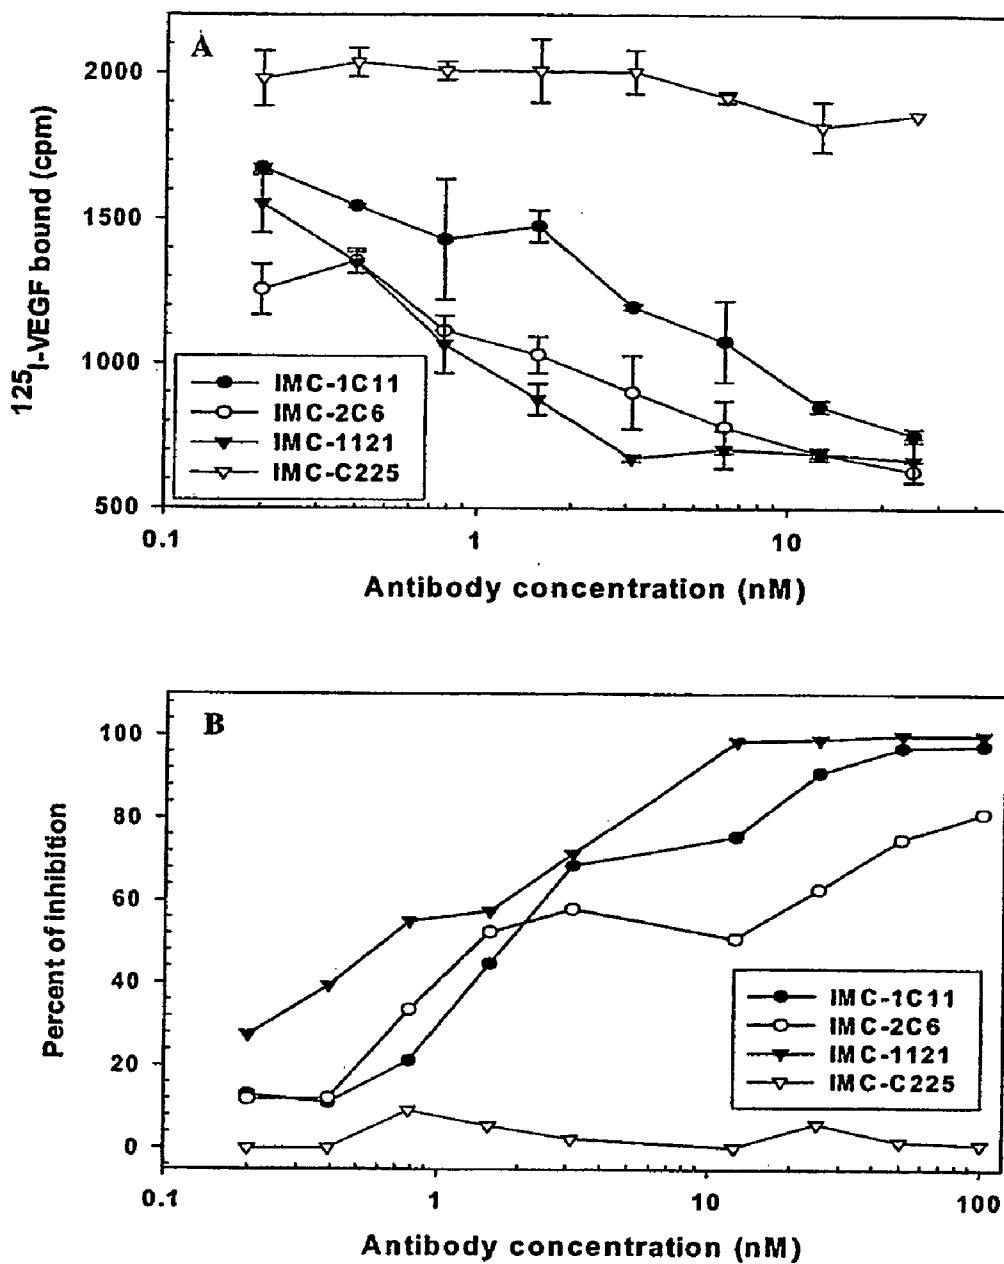 A
2000
1500
1000
500
125I-VEGF bound (cpm)
IMC-1C11
IMC-2C6
IMC-1121
IMC-C225
0.1
1
10
Antibody concentration (nM)
B
100
80
60
40
20
0
Percent of inhibition
IMC-1C11
IMC-2C6
IMC-1121
IMC-C225
0.1
1
10
100
Antibody concentration (nM)